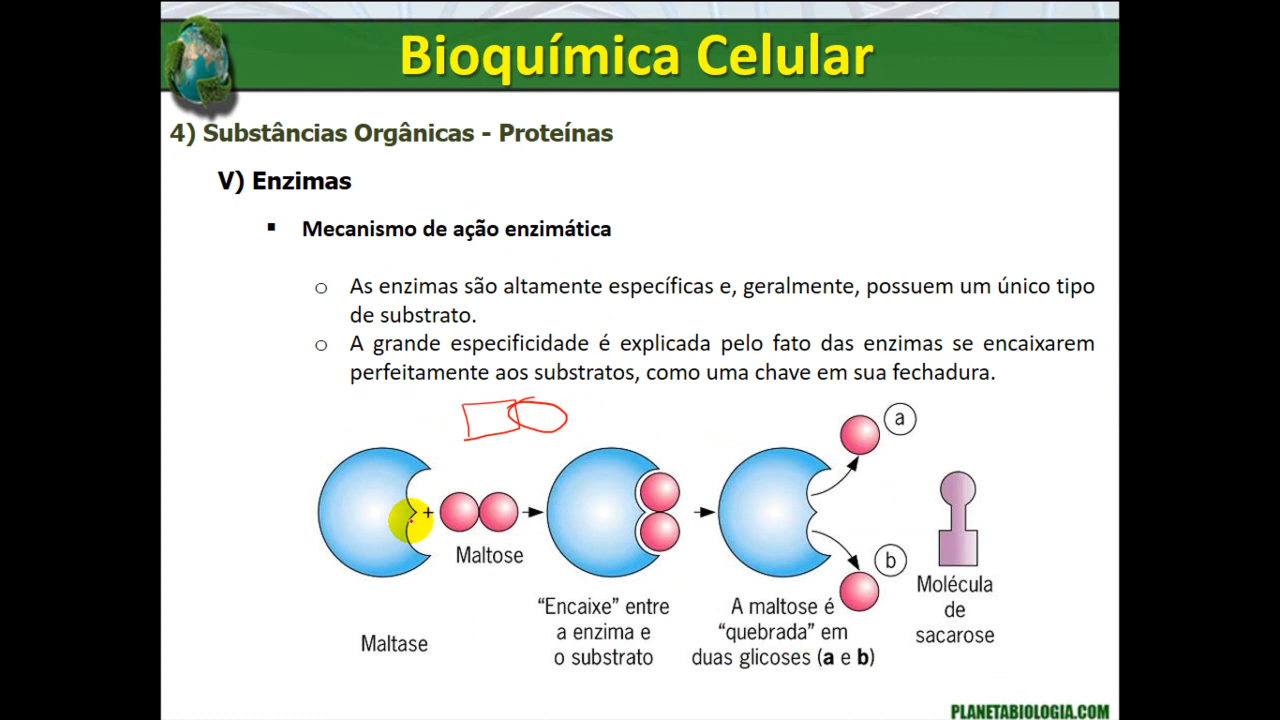 Bioquímica Celular
4) Substâncias Orgânicas - Proteínas
V) Enzimas
▪ Mecanismo de ação enzimática
o As enzimas são altamente específicas e, geralmente, possuem um único tipo
de substrato.
o A grande especificidade é explicada pelo fato das enzimas se encaixarem
perfeitamente aos substratos, como uma chave em sua fechadura.
a
+
Maltose
b
Maltase
"Encaixe" entre
a enzima e
o substrato
A maltose é
"quebrada" em
duas glicoses (a e b)
Molécula
de
sacarose
PLANETABIOLOGIA.COM